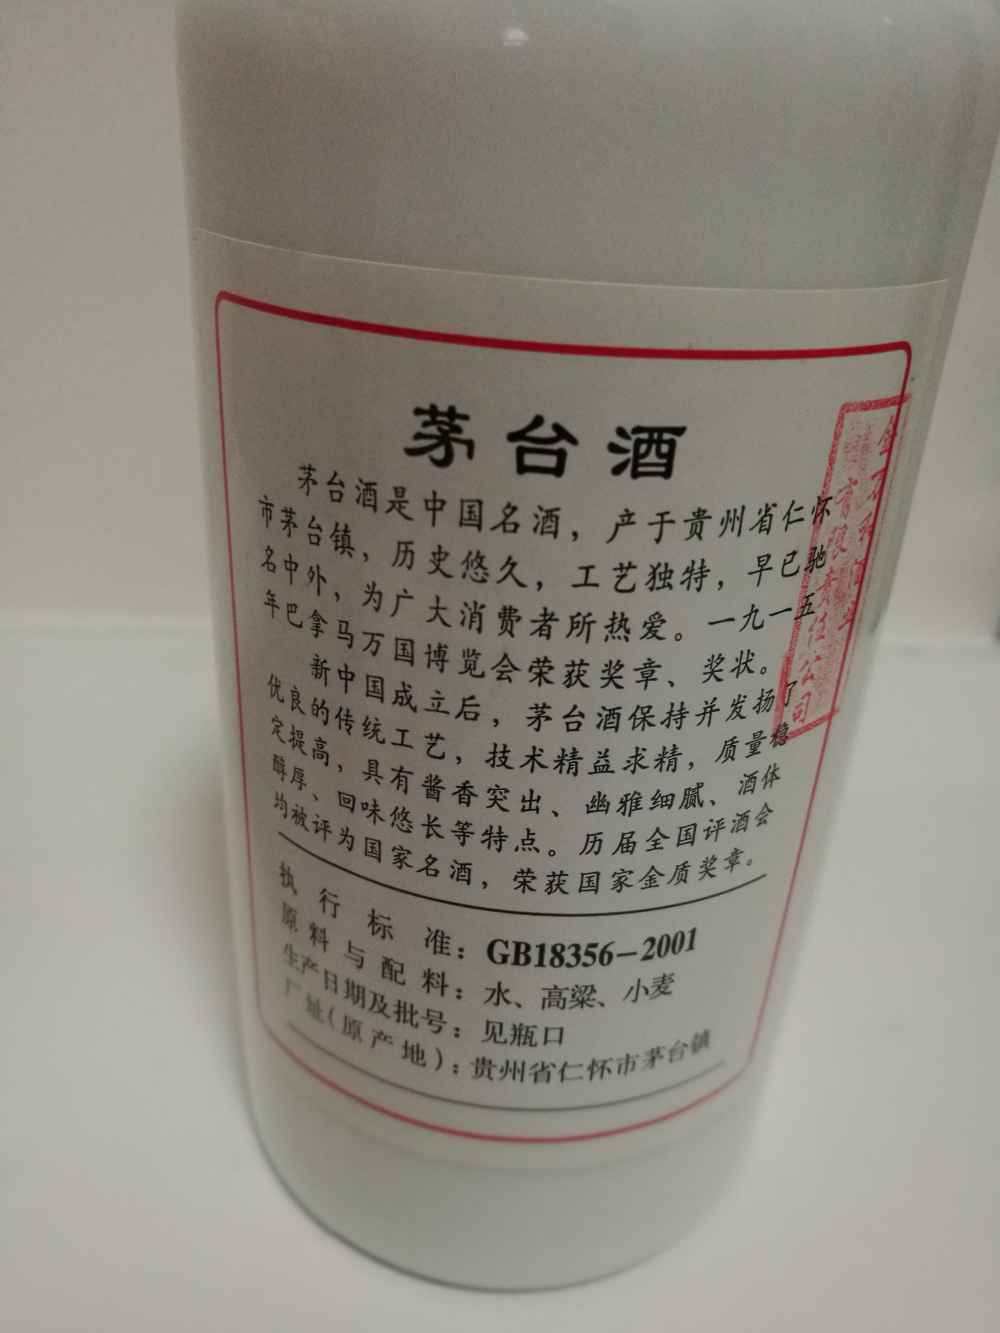 茅台酒
茅台酒是中国名酒，产于贵州省仁怀
市茅台镇，历史悠久，工艺独特，早已驰
名中外，为广大消费者所热爱。一九一五
年巴拿马万国博览会荣获奖章、奖状。
新中国成立后，茅台酒保持并发扬了
优良的传统工艺，技术精益求精，质量稳
定提高，具有酱香突出、幽雅细腻、酒体
醇厚、回味悠长等特点。历届全国评酒会
均被评为国家名酒，荣获国家金质奖章。
执行标准：GB18356-2001
原料与配料：水、高粱、小麦
生产日期及批号：见瓶口
厂址(原产地)：贵州省仁怀市茅台镇
有限责任公司